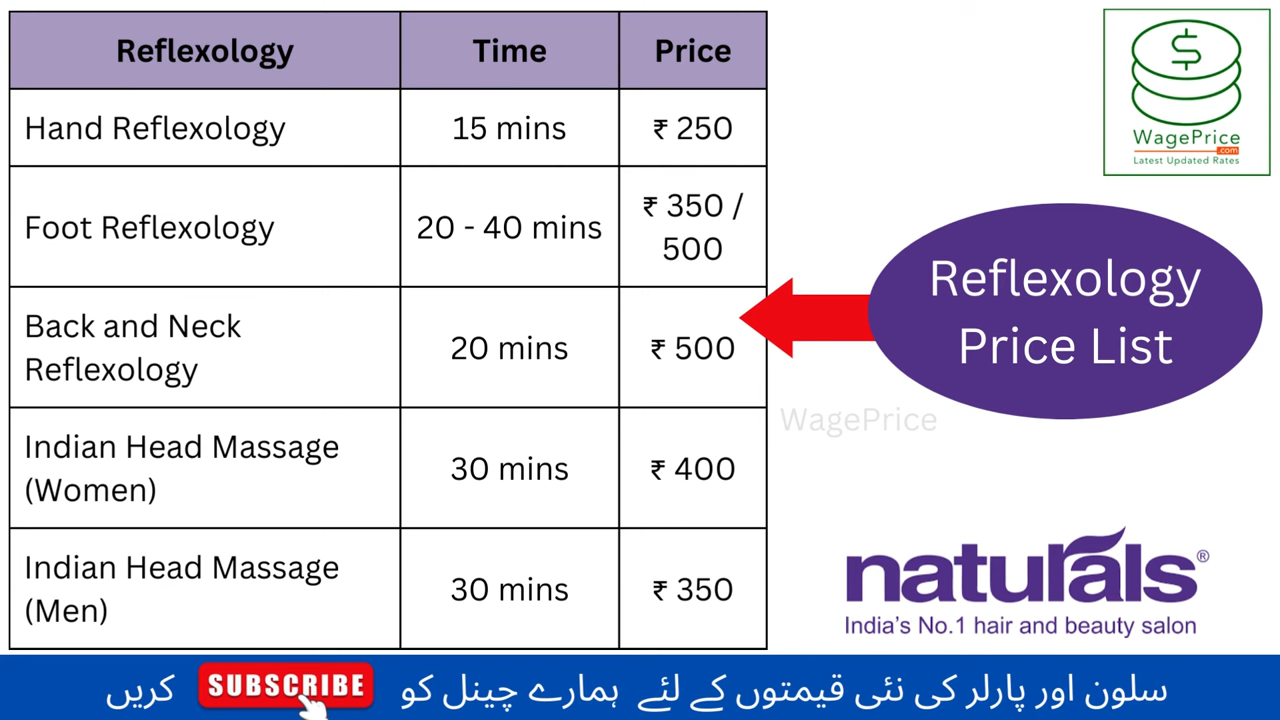 Reflexology Time Price
Hand Reflexology 15 mins ₹ 250
Foot Reflexology 20 - 40 mins ₹ 350 /
500
Back and Neck
Reflexology 20 mins ₹ 500
Indian Head Massage
(Women) 30 mins ₹ 400
Indian Head Massage
(Men) 30 mins ₹ 350
$
WagePrice
.com
Latest Updated Rates
Reflexology
Price List
WagePrice
naturals®
India's No.1 hair and beauty salon
سلون اور پارلر کی نئی قیمتوں کے لئے ہمارے چینل کو SUBSCRIBE کریں